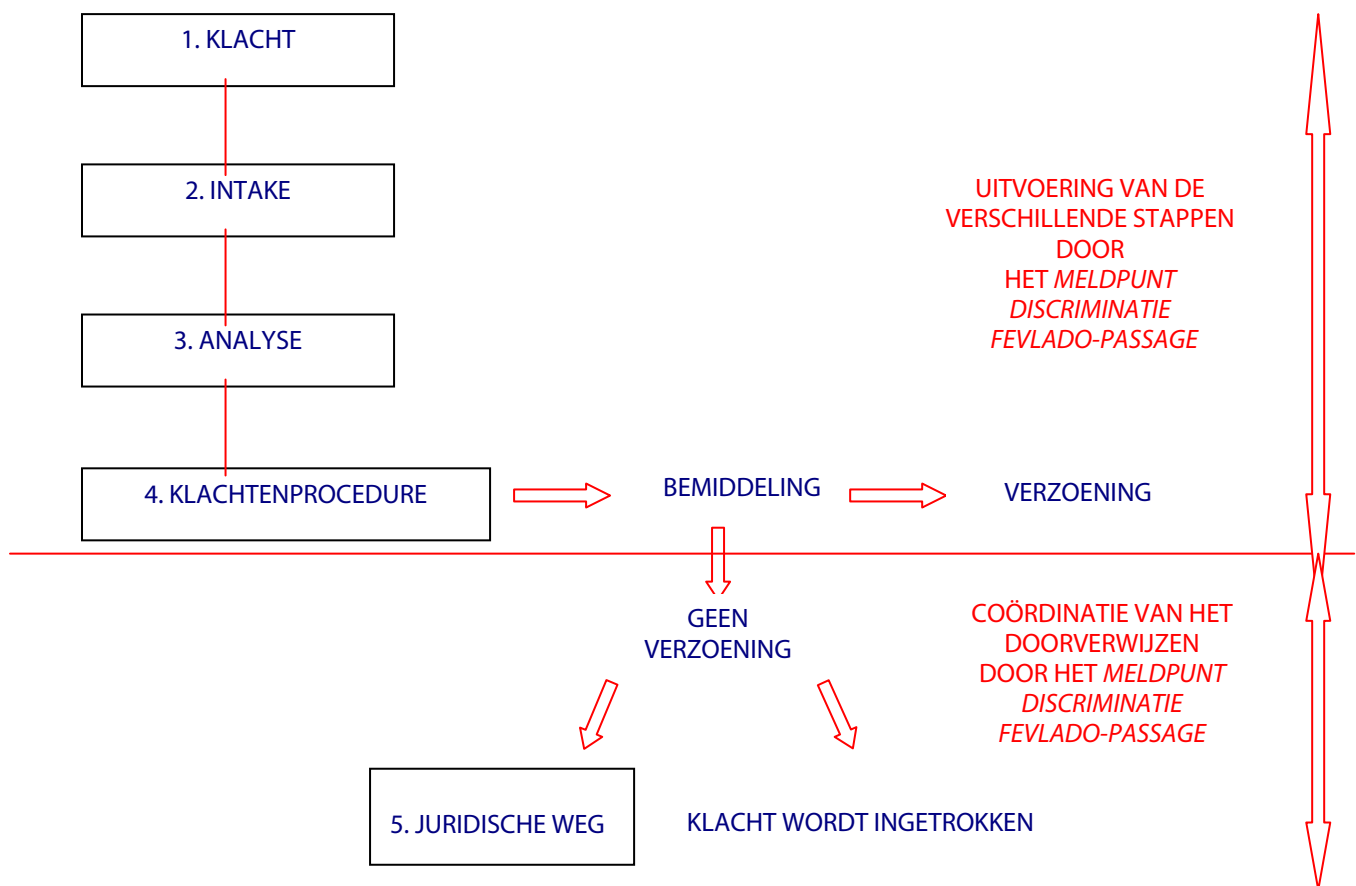 1. KLACHT
2. INTAKE
UITVOERING VAN DE
VERSCHILLENDE STAPPEN
DOOR
HET MELDPUNT
DISCRIMINATIE
FEVLADO-PASSAGE
3. ANALYSE
4. KLACHTENPROCEDURE
BEMIDDELING
VERZOENING
GEEN
VERZOENING
COÖRDINATIE VAN HET
DOORVERWIJZEN
DOOR HET MELDPUNT
DISCRIMINATIE
FEVLADO-PASSAGE
5. JURIDISCHE WEG
KLACHT WORDT INGETROKKEN